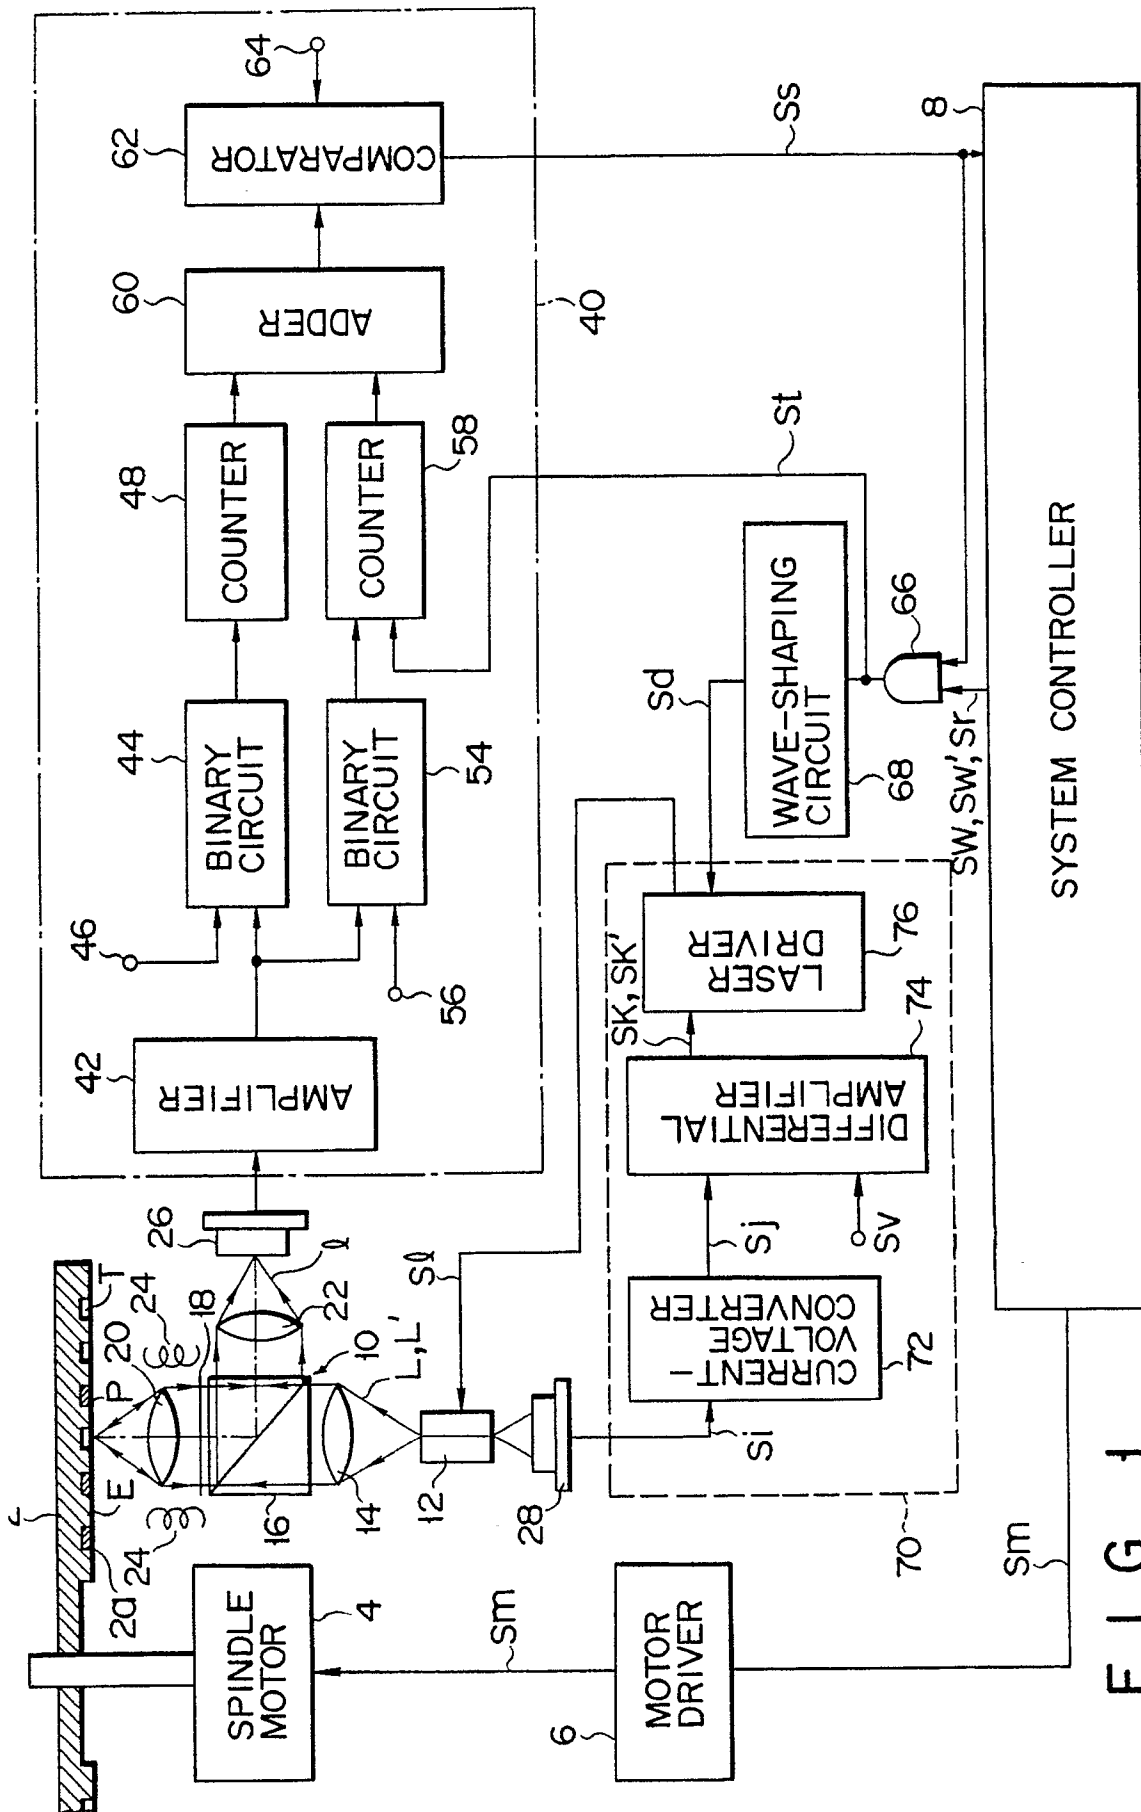 2a
24
E
P
20
24
T
18
26
ℓ
22
10
L, L'
16
14
12
28
Sℓ
SPINDLE
MOTOR
4
Sm
MOTOR
DRIVER
6
Sm
42
AMPLIFIER
46
56
44
BINARY
CIRCUIT
BINARY
CIRCUIT
54
48
COUNTER
COUNTER
58
60
ADDER
62
COMPARATOR
64
40
Ss
St
Si
CURRENT-
VOLTAGE
CONVERTER
72
Sj
Sv
DIFFERENTIAL
AMPLIFIER
74
SK, SK'
LASER
DRIVER
76
70
Sd
WAVE-SHAPING
CIRCUIT
68
66
SW, SW', Sr
8
SYSTEM CONTROLLER
FIG 1